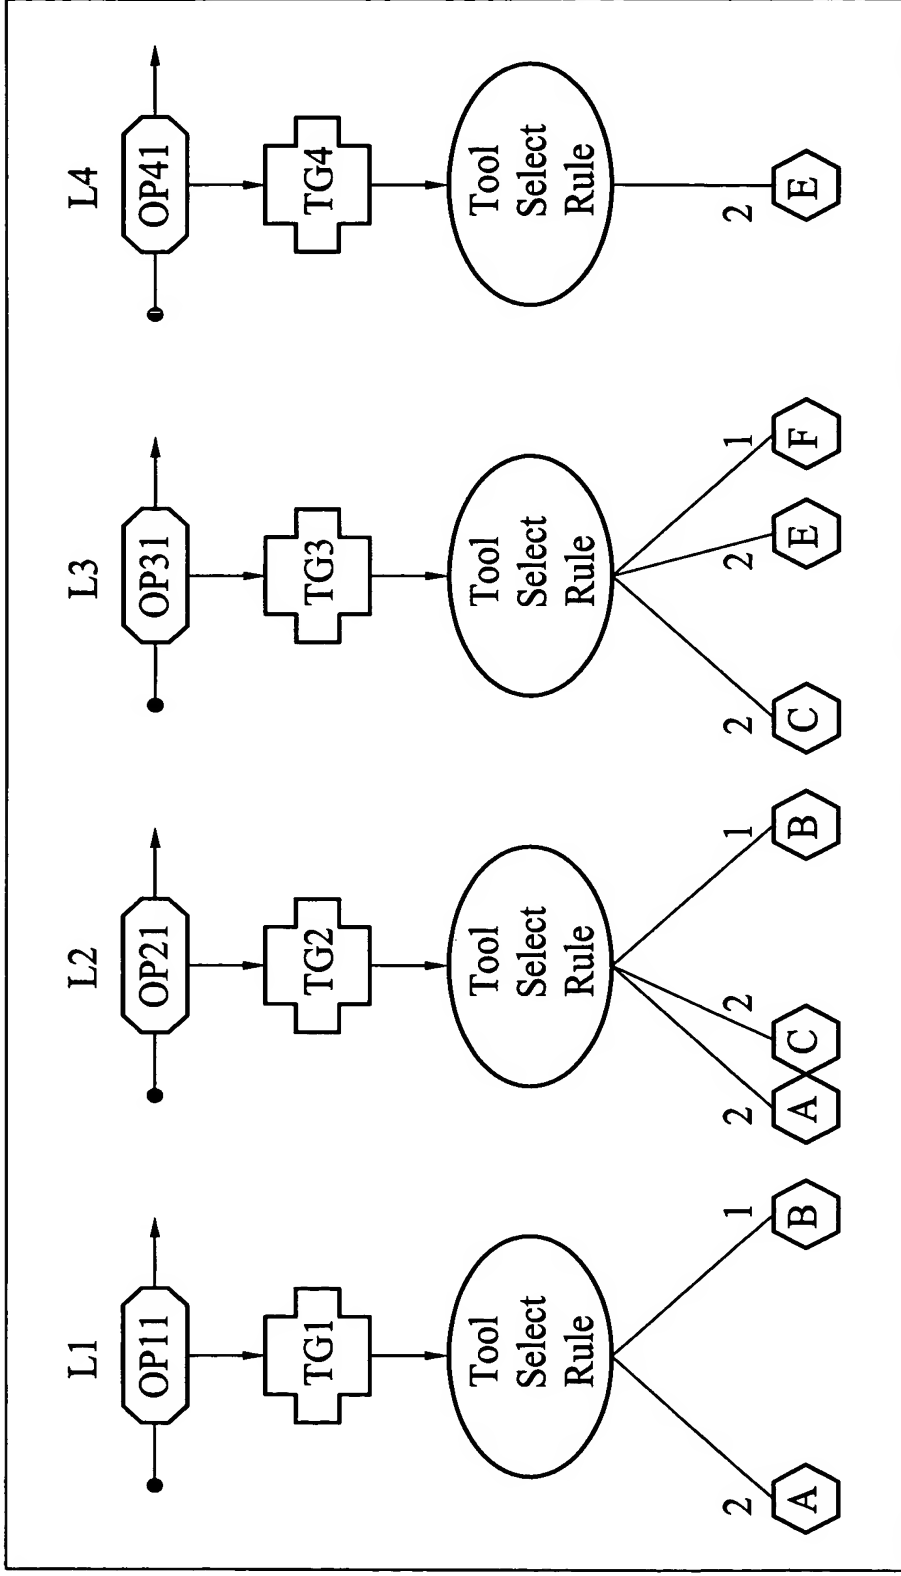 L1 L2 L3 L4
OP11 OP21 OP31 OP41
TG1 TG2 TG3 TG4
Tool Tool Tool Tool
Select Select Select Select
Rule Rule Rule Rule
2 1 2 2 1 2 2 1 2
A B A C B C E F E